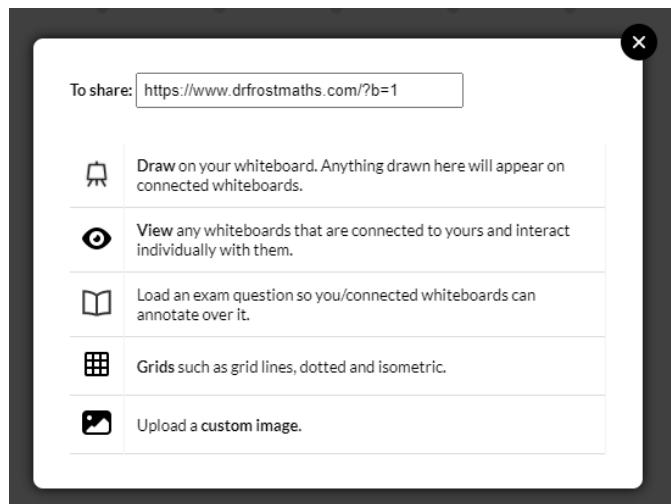 To share: https://www.drfrostmaths.com/?b=1
Draw on your whiteboard. Anything drawn here will appear on
connected whiteboards.
View any whiteboards that are connected to yours and interact
individually with them.
Load an exam question so you/connected whiteboards can
annotate over it.
Grids such as grid lines, dotted and isometric.
Upload a custom image.